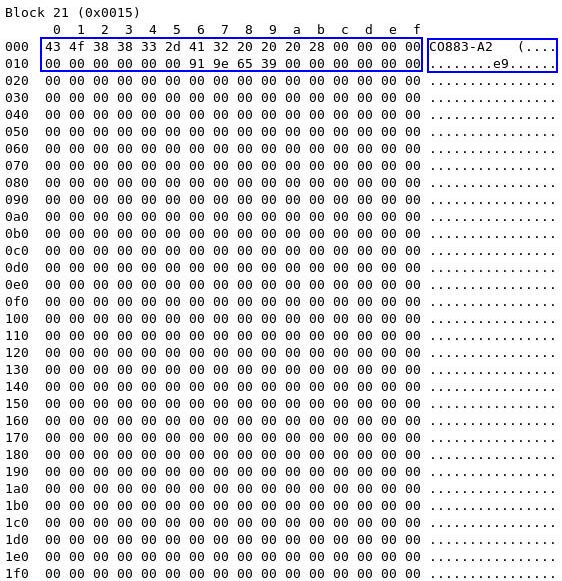 Block 21 (0x0015)
0 1 2 3 4 5 6 7 8 9 a b c d e f
000 43 4f 38 38 33 2d 41 32 20 20 20 28 00 00 00 00 CO883-A2   (....
010 00 00 00 00 00 00 91 9e 65 39 00 00 00 00 00 00 ........e9......
020 00 00 00 00 00 00 00 00 00 00 00 00 00 00 00 00 ................
030 00 00 00 00 00 00 00 00 00 00 00 00 00 00 00 00 ................
040 00 00 00 00 00 00 00 00 00 00 00 00 00 00 00 00 ................
050 00 00 00 00 00 00 00 00 00 00 00 00 00 00 00 00 ................
060 00 00 00 00 00 00 00 00 00 00 00 00 00 00 00 00 ................
070 00 00 00 00 00 00 00 00 00 00 00 00 00 00 00 00 ................
080 00 00 00 00 00 00 00 00 00 00 00 00 00 00 00 00 ................
090 00 00 00 00 00 00 00 00 00 00 00 00 00 00 00 00 ................
0a0 00 00 00 00 00 00 00 00 00 00 00 00 00 00 00 00 ................
0b0 00 00 00 00 00 00 00 00 00 00 00 00 00 00 00 00 ................
0c0 00 00 00 00 00 00 00 00 00 00 00 00 00 00 00 00 ................
0d0 00 00 00 00 00 00 00 00 00 00 00 00 00 00 00 00 ................
0e0 00 00 00 00 00 00 00 00 00 00 00 00 00 00 00 00 ................
0f0 00 00 00 00 00 00 00 00 00 00 00 00 00 00 00 00 ................
100 00 00 00 00 00 00 00 00 00 00 00 00 00 00 00 00 ................
110 00 00 00 00 00 00 00 00 00 00 00 00 00 00 00 00 ................
120 00 00 00 00 00 00 00 00 00 00 00 00 00 00 00 00 ................
130 00 00 00 00 00 00 00 00 00 00 00 00 00 00 00 00 ................
140 00 00 00 00 00 00 00 00 00 00 00 00 00 00 00 00 ................
150 00 00 00 00 00 00 00 00 00 00 00 00 00 00 00 00 ................
160 00 00 00 00 00 00 00 00 00 00 00 00 00 00 00 00 ................
170 00 00 00 00 00 00 00 00 00 00 00 00 00 00 00 00 ................
180 00 00 00 00 00 00 00 00 00 00 00 00 00 00 00 00 ................
190 00 00 00 00 00 00 00 00 00 00 00 00 00 00 00 00 ................
1a0 00 00 00 00 00 00 00 00 00 00 00 00 00 00 00 00 ................
1b0 00 00 00 00 00 00 00 00 00 00 00 00 00 00 00 00 ................
1c0 00 00 00 00 00 00 00 00 00 00 00 00 00 00 00 00 ................
1d0 00 00 00 00 00 00 00 00 00 00 00 00 00 00 00 00 ................
1e0 00 00 00 00 00 00 00 00 00 00 00 00 00 00 00 00 ................
1f0 00 00 00 00 00 00 00 00 00 00 00 00 00 00 00 00 ................